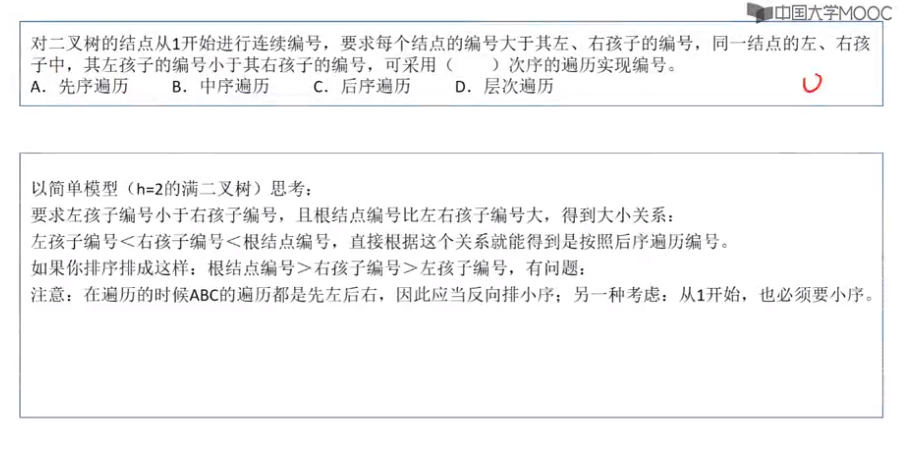 中国大学MOOC
对二叉树的结点从1开始进行连续编号，要求每个结点的编号大于其左、右孩子的编号，同一结点的左、右孩
子中，其左孩子的编号小于其右孩子的编号，可采用（　　）次序的遍历实现编号。
A. 先序遍历　　B. 中序遍历　　C. 后序遍历　　D. 层次遍历
以简单模型（h=2的满二叉树）思考：
要求左孩子编号小于右孩子编号，且根结点编号比左右孩子编号大，得到大小关系：
左孩子编号＜右孩子编号＜根结点编号，直接根据这个关系就能得到是按照后序遍历编号。
如果你排序排成这样：根结点编号＞右孩子编号＞左孩子编号，有问题：
注意：在遍历的时候ABC的遍历都是先左后右，因此应当反向排小序；另一种考虑：从1开始，也必须要小序。